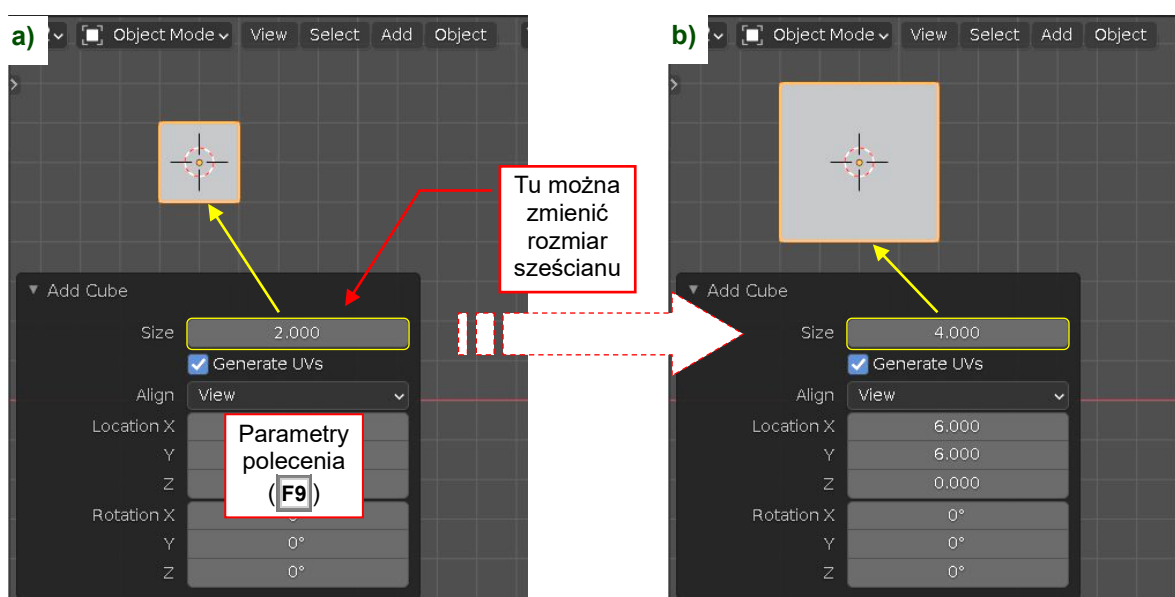 a)
Object Mode View Select Add Object
Add Cube
Size 2.000
Generate UVs
Align View
Location X
Y
Z
Rotation X
Y 0°
Z 0°
Parametry
polecenia
(F9)
Tu można
zmienić
rozmiar
sześcianu
b)
Object Mode View Select Add Object
Add Cube
Size 4.000
Generate UVs
Align View
Location X 6.000
Y 6.000
Z 0.000
Rotation X 0°
Y 0°
Z 0°